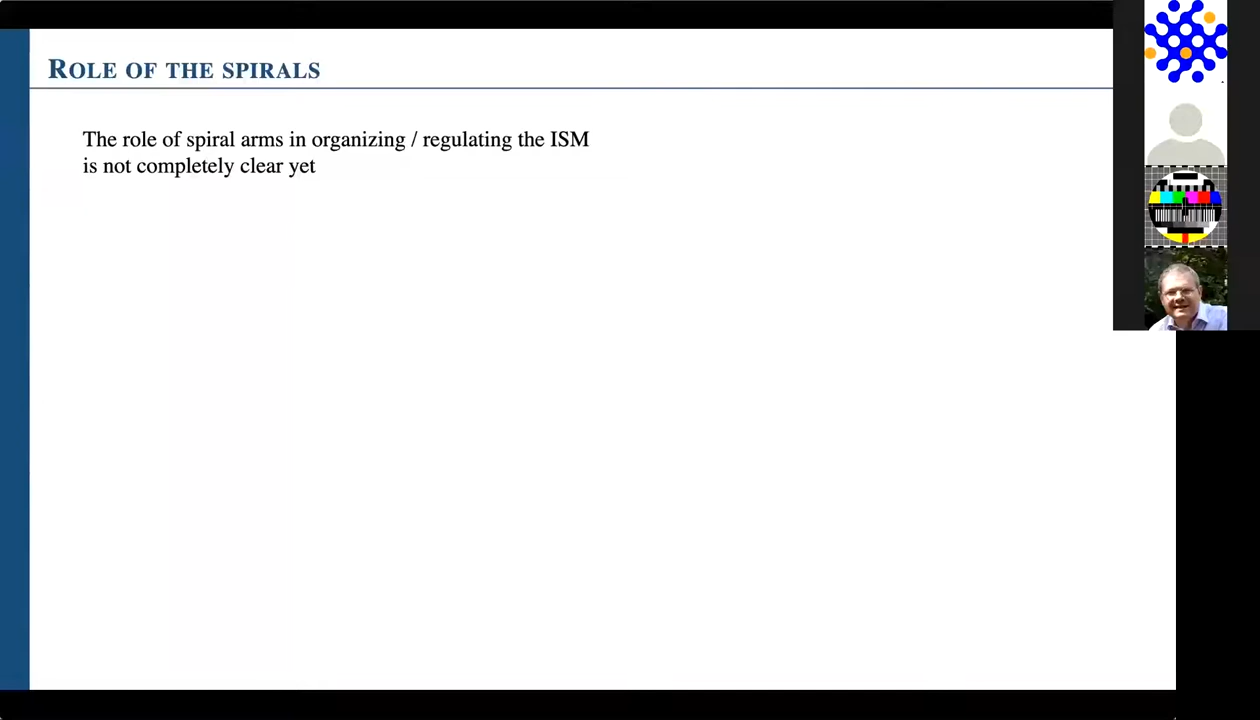 ROLE OF THE SPIRALS
The role of spiral arms in organizing / regulating the ISM
is not completely clear yet